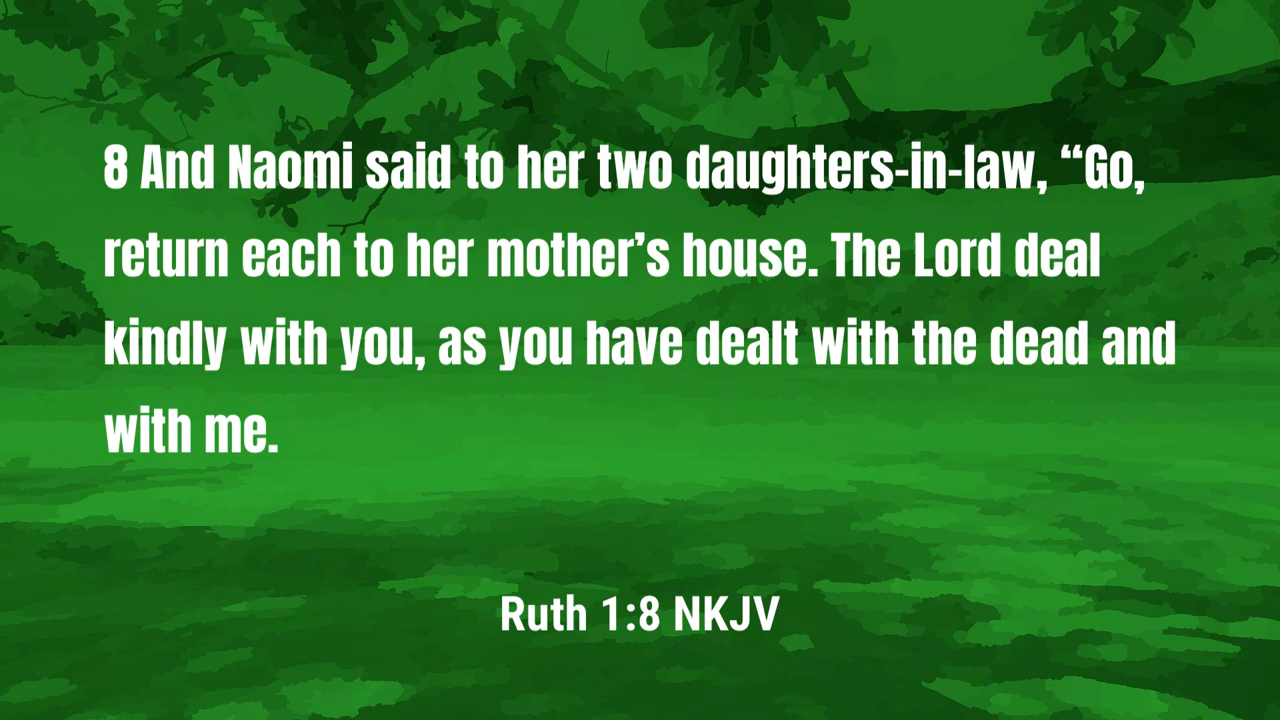 8 And Naomi said to her two daughters-in-law, “Go,
return each to her mother’s house. The Lord deal
kindly with you, as you have dealt with the dead and
with me.
Ruth 1:8 NKJV